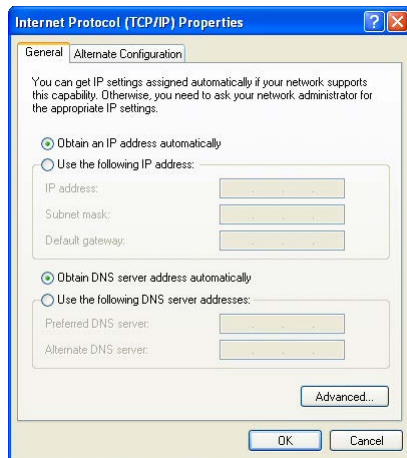 Internet Protocol (TCP/IP) Properties
General
Alternate Configuration
You can get IP settings assigned automatically if your network supports
this capability. Otherwise, you need to ask your network administrator for
the appropriate IP settings.
Obtain an IP address automatically
Use the following IP address:
IP address:
Subnet mask:
Default gateway:
Obtain DNS server address automatically
Use the following DNS server addresses:
Preferred DNS server:
Alternate DNS server:
Advanced...
OK
Cancel